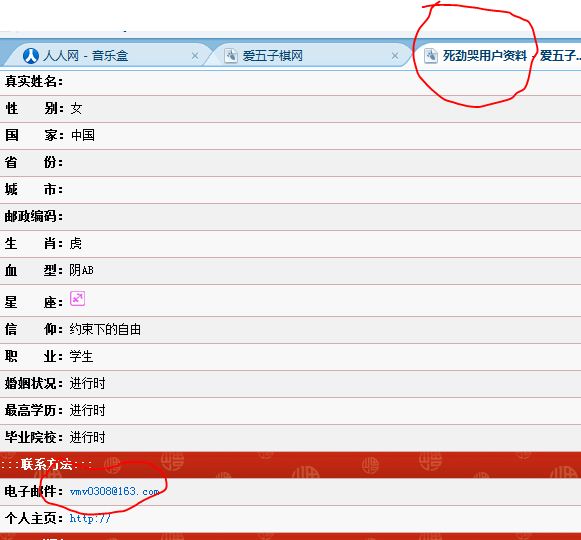 人人网 - 音乐盒
爱五子棋网
死劲哭用户资料 - 爱五子..
真实姓名：
性 别：女
国 家：中国
省 份：
城 市：
邮政编码：
生 肖：虎
血 型：阴AB
星 座：
信 仰：约束下的自由
职 业：学生
婚姻状况：进行时
最高学历：进行时
毕业院校：进行时
:::联系方法:::
电子邮件：vmv0308@163.com
个人主页：http://